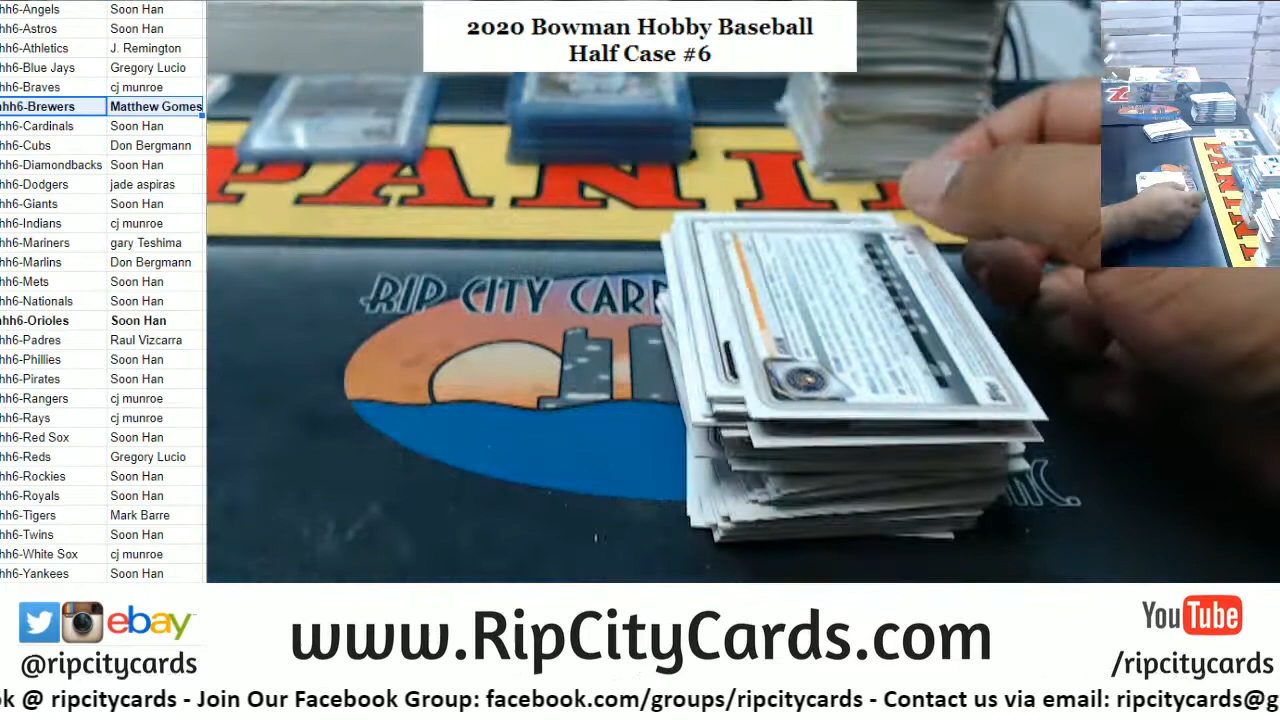 hh6-Angels Soon Han
hh6-Astros Soon Han
hh6-Athletics J. Remington
hh6-Blue Jays Gregory Lucio
hh6-Braves cj munroe
hh6-Brewers Matthew Gomes
hh6-Cardinals Soon Han
hh6-Cubs Don Bergmann
hh6-Diamondbacks Soon Han
hh6-Dodgers jade aspiras
hh6-Giants Soon Han
hh6-Indians cj munroe
hh6-Mariners gary Teshima
hh6-Marlins Don Bergmann
hh6-Mets Soon Han
hh6-Nationals Soon Han
hh6-Orioles Soon Han
hh6-Padres Raul Vizcarra
hh6-Phillies Soon Han
hh6-Pirates Soon Han
hh6-Rangers cj munroe
hh6-Rays cj munroe
hh6-Red Sox Soon Han
hh6-Reds Gregory Lucio
hh6-Rockies Soon Han
hh6-Royals Soon Han
hh6-Tigers Mark Barre
hh6-Twins Soon Han
hh6-White Sox cj munroe
hh6-Yankees Soon Han
2020 Bowman Hobby Baseball
Half Case #6
PANINI
RIP CITY CARD
PANINI
ebay
@ripcitycards
www.RipCityCards.com
YouTube
/ripcitycards
ok @ ripcitycards - Join Our Facebook Group: facebook.com/groups/ripcitycards - Contact us via email: ripcitycards@g